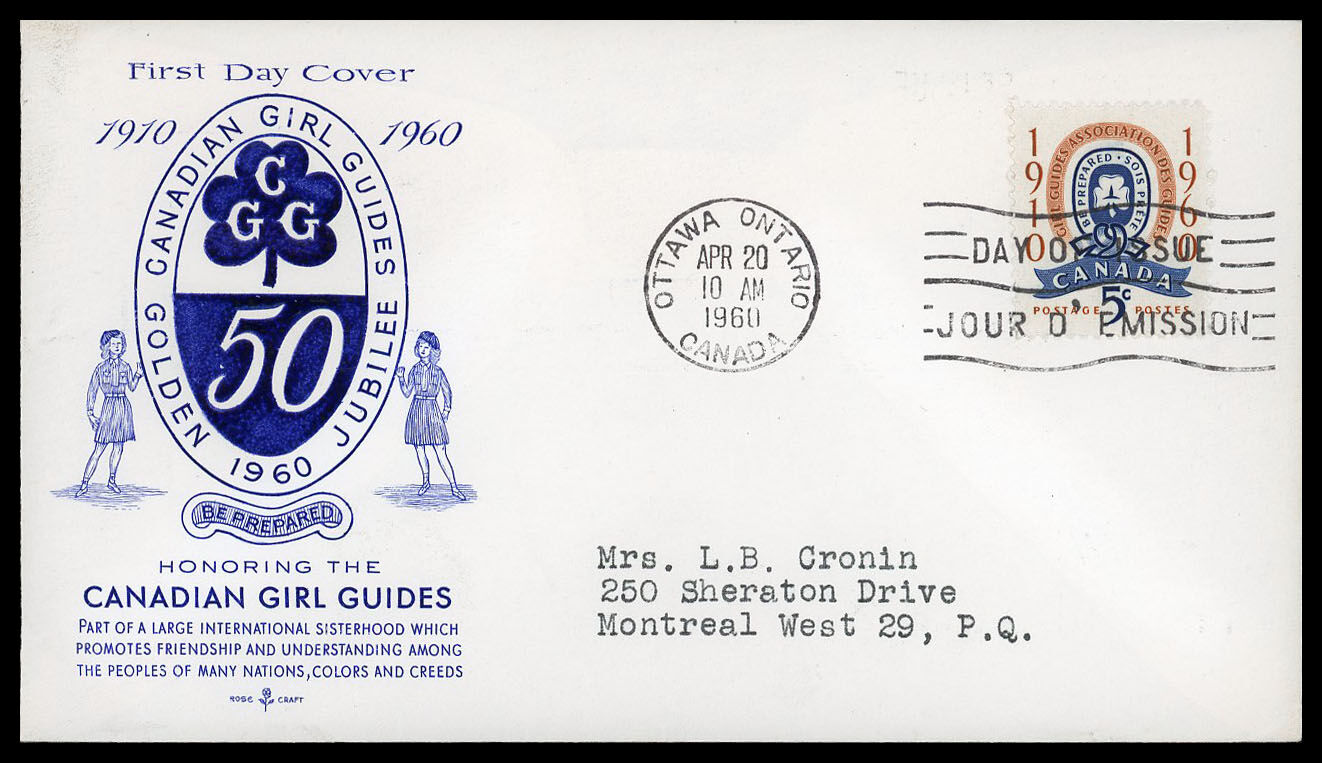 First Day Cover
1910 1960
CANADIAN GIRL GUIDES
CGG
50
GOLDEN 1960 JUBILEE
BE PREPARED
HONORING THE
CANADIAN GIRL GUIDES
PART OF A LARGE INTERNATIONAL SISTERHOOD WHICH
PROMOTES FRIENDSHIP AND UNDERSTANDING AMONG
THE PEOPLES OF MANY NATIONS, COLORS AND CREEDS
ROSE CRAFT
OTTAWA ONTARIO
APR 20
10 AM
1960
CANADA
1910 1960
GIRL GUIDES ASSOCIATION DES GUIDES
BE PREPARED · SOIS PRÊTE
CANADA
POSTAGE 5c POSTES
DAY OF ISSUE
JOUR D'EMISSION
Mrs. L.B. Cronin
250 Sheraton Drive
Montreal West 29, P.Q.